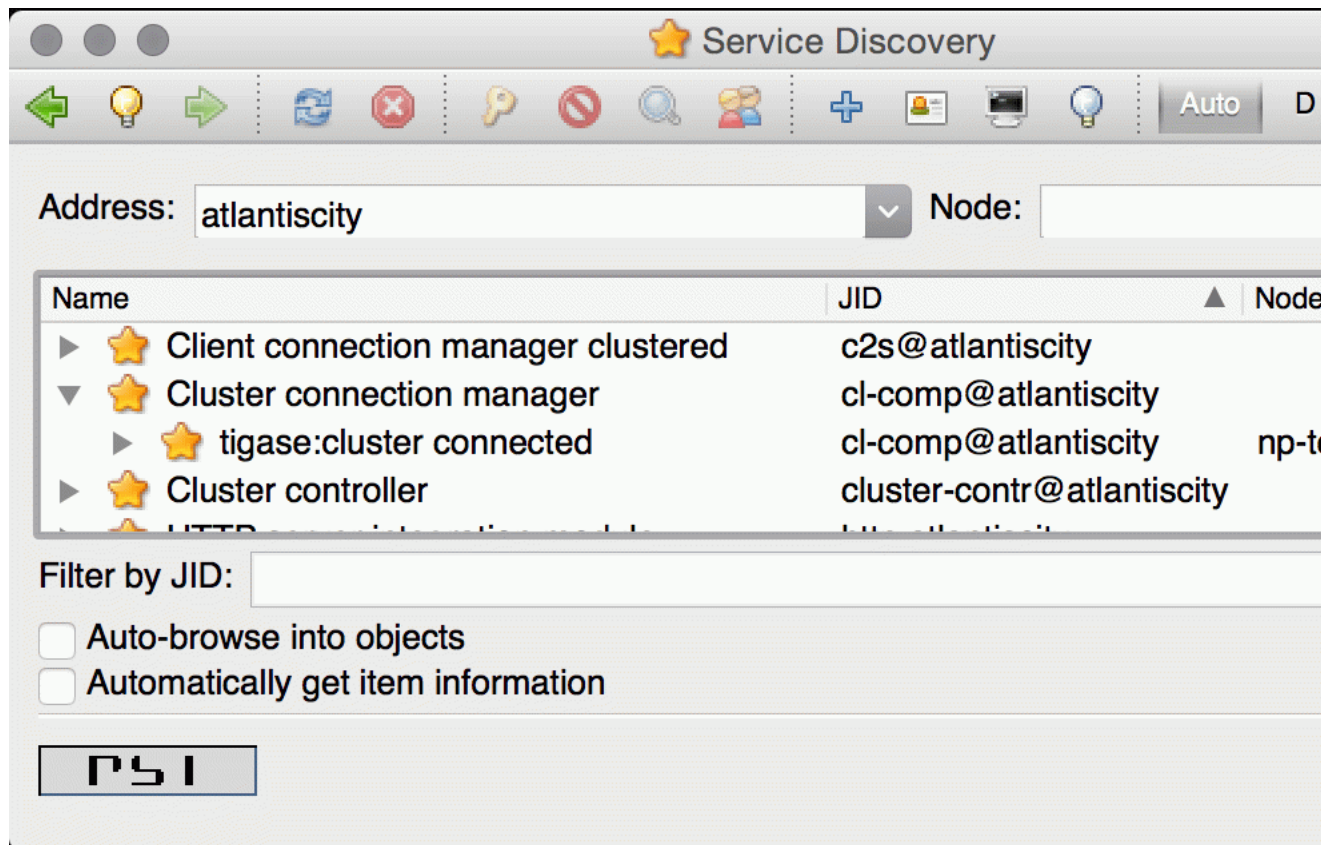 Service Discovery
Auto D
Address: atlantiscity Node:
Name JID Node
Client connection manager clustered c2s@atlantiscity
Cluster connection manager cl-comp@atlantiscity
tigase:cluster connected cl-comp@atlantiscity
Cluster controller cluster-contr@atlantiscity
Filter by JID:
Auto-browse into objects
Automatically get item information
PSI